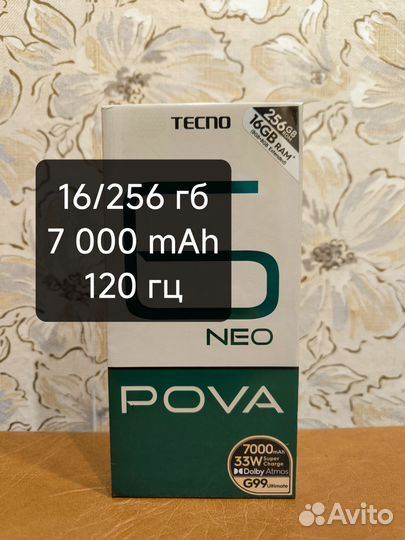 TECNO
256GB ROM
16GB RAM*
16/256 гб
7 000 mAh
120 гц
6
NEO
POVA
7000mAh
33W Super Charge
Dolby Atmos
G99 Ultimate
Avito